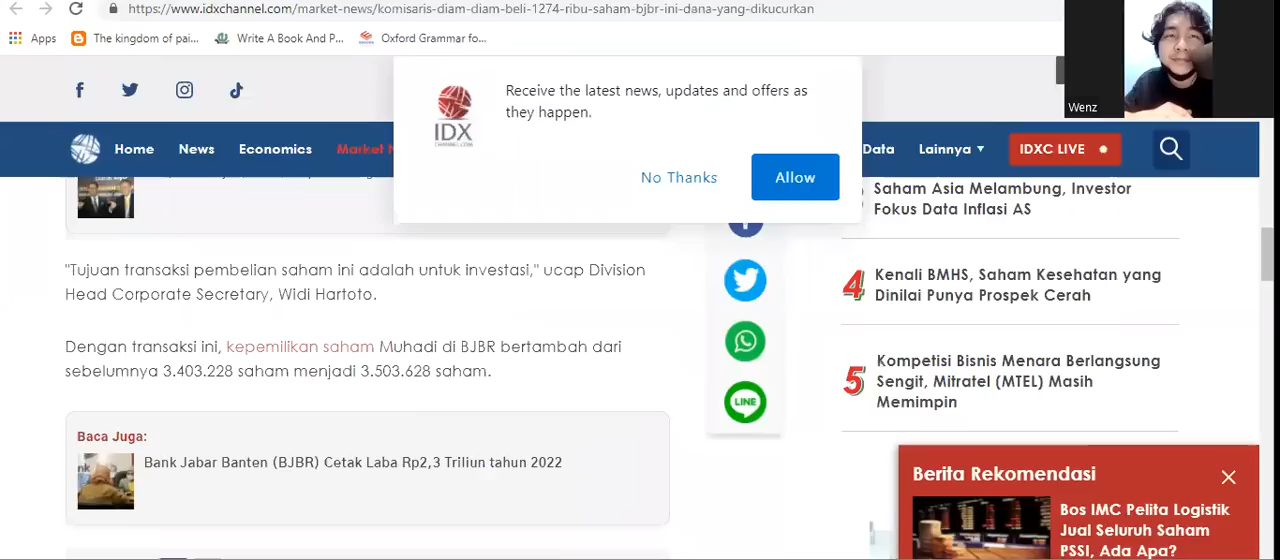 https://www.idxchannel.com/market-news/komisaris-diam-diam-beli-1274-ribu-saham-bjbr-ini-dana-yang-dikucurkan
Apps
The kingdom of pai...
Write A Book And P...
Oxford Grammar fo...
Wenz
IDX
CHANNEL.COM
Receive the latest news, updates and offers as
they happen.
No Thanks
Allow
Home
News
Economics
Market N
Data
Lainnya
IDXC LIVE
Saham Asia Melambung, Investor
Fokus Data Inflasi AS
"Tujuan transaksi pembelian saham ini adalah untuk investasi," ucap Division
Head Corporate Secretary, Widi Hartoto.
Dengan transaksi ini, kepemilikan saham Muhadi di BJBR bertambah dari
sebelumnya 3.403.228 saham menjadi 3.503.628 saham.
Baca Juga:
Bank Jabar Banten (BJBR) Cetak Laba Rp2,3 Triliun tahun 2022
LINE
4
Kenali BMHS, Saham Kesehatan yang
Dinilai Punya Prospek Cerah
5
Kompetisi Bisnis Menara Berlangsung
Sengit, Mitratel (MTEL) Masih
Memimpin
Berita Rekomendasi
Bos IMC Pelita Logistik
Jual Seluruh Saham
PSSI, Ada Apa?